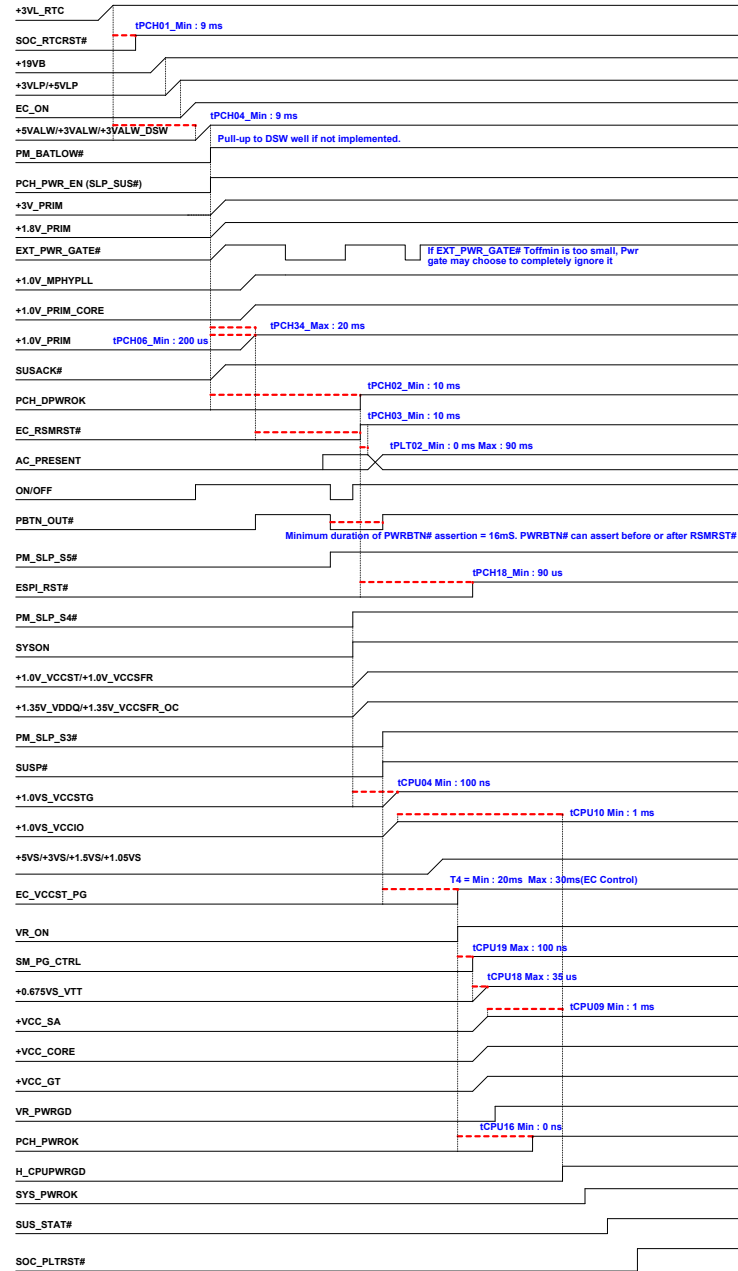 +3VL_RTC
tPCH01_Min : 9 ms
SOC_RTCRST#
+19VB
+3VLP/+5VLP
EC_ON
tPCH04_Min : 9 ms
+5VALW/+3VALW/+3VALW_DSW
Pull-up to DSW well if not implemented.
PM_BATLOW#
PCH_PWR_EN (SLP_SUS#)
+3V_PRIM
+1.8V_PRIM
EXT_PWR_GATE#
If EXT_PWR_GATE# Toffmin is too small, Pwr
gate may choose to completely ignore it
+1.0V_MPHYPLL
+1.0V_PRIM_CORE
tPCH34_Max : 20 ms
+1.0V_PRIM
tPCH06_Min : 200 us
SUSACK#
tPCH02_Min : 10 ms
PCH_DPWROK
tPCH03_Min : 10 ms
EC_RSMRST#
tPLT02_Min : 0 ms Max : 90 ms
AC_PRESENT
ON/OFF
PBTN_OUT#
Minimum duration of PWRBTN# assertion = 16mS. PWRBTN# can assert before or after RSMRST#
PM_SLP_S5#
tPCH18_Min : 90 us
ESPI_RST#
PM_SLP_S4#
SYSON
+1.0V_VCCST/+1.0V_VCCSFR
+1.35V_VDDQ/+1.35V_VCCSFR_OC
PM_SLP_S3#
SUSP#
tCPU04 Min : 100 ns
+1.0VS_VCCSTG
tCPU10 Min : 1 ms
+1.0VS_VCCIO
+5VS/+3VS/+1.5VS/+1.05VS
T4 = Min : 20ms Max : 30ms(EC Control)
EC_VCCST_PG
VR_ON
tCPU19 Max : 100 ns
SM_PG_CTRL
tCPU18 Max : 35 us
+0.675VS_VTT
tCPU09 Min : 1 ms
+VCC_SA
+VCC_CORE
+VCC_GT
VR_PWRGD
tCPU16 Min : 0 ns
PCH_PWROK
H_CPUPWRGD
SYS_PWROK
SUS_STAT#
SOC_PLTRST#